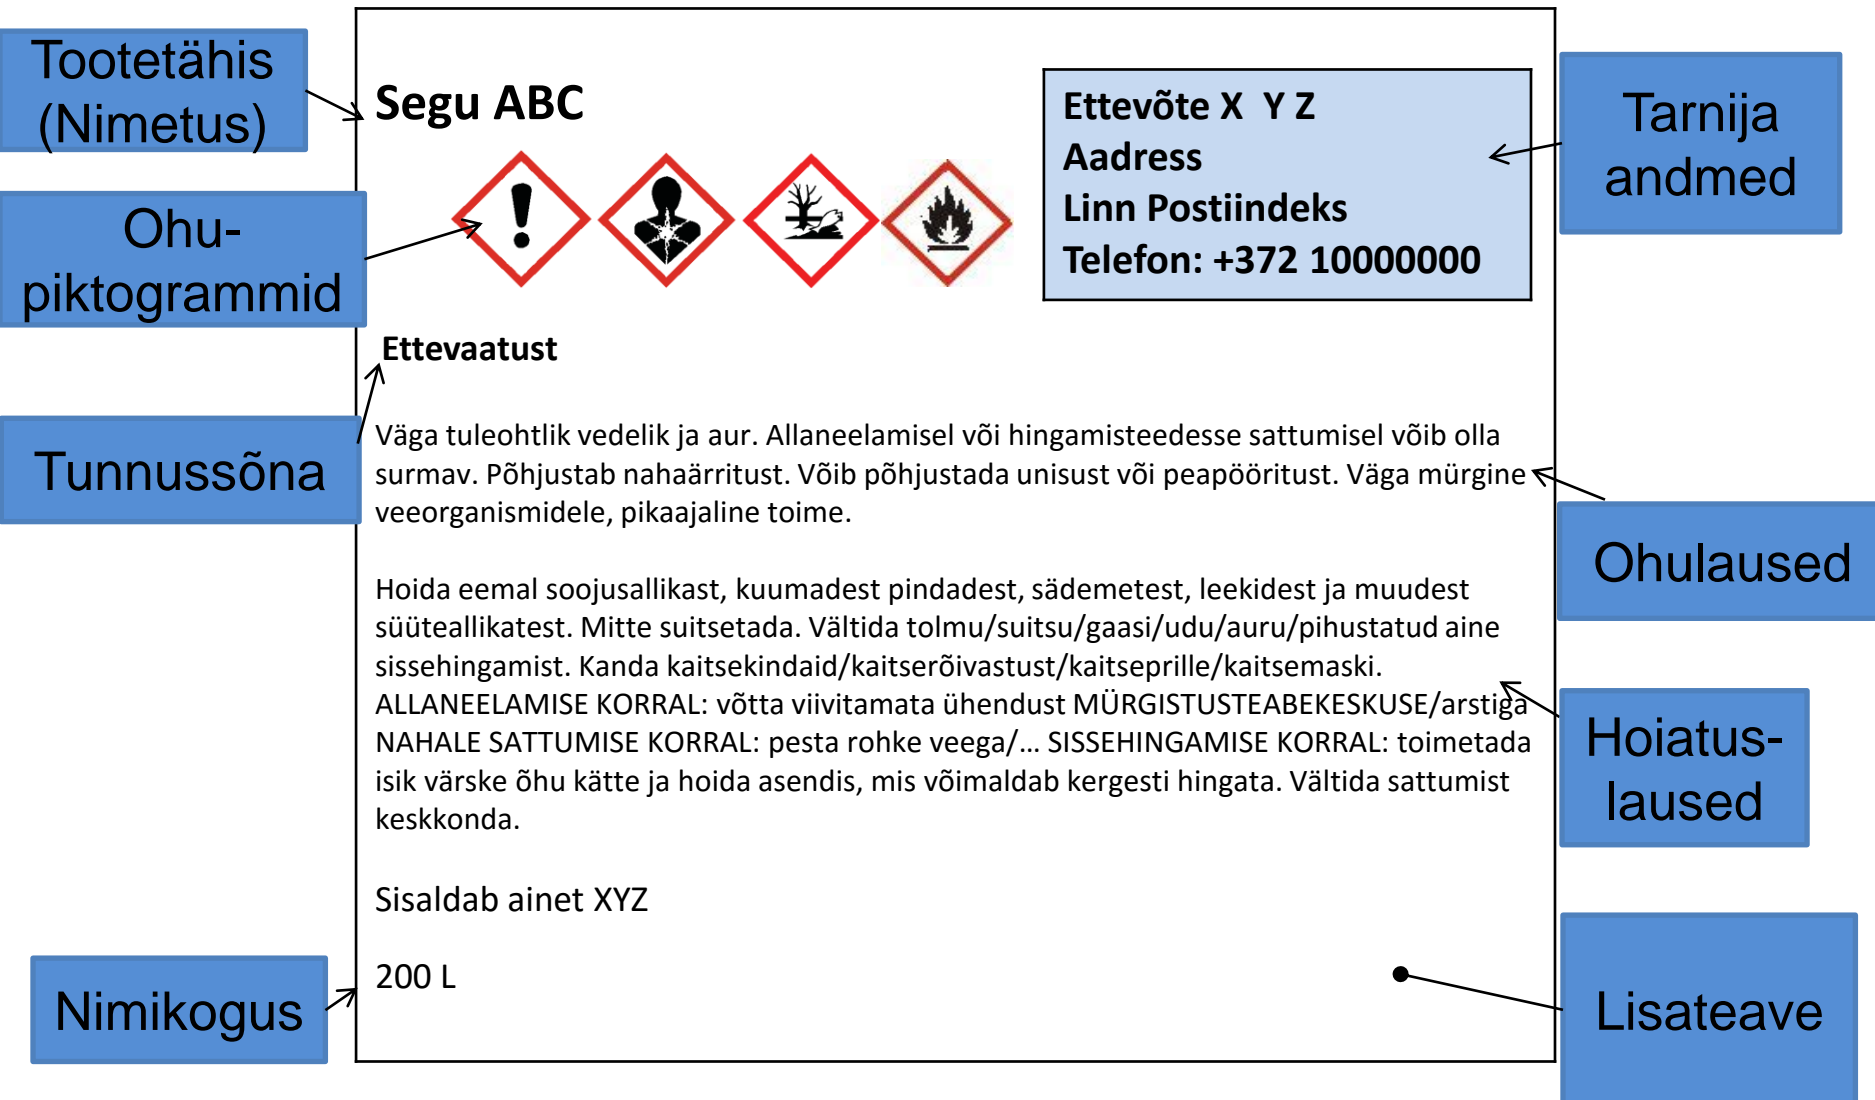 Tootetähis
(Nimetus)
Segu ABC
Ettevõte X  Y Z
Aadress
Linn Postiindeks
Telefon: +372 10000000
Tarnija
andmed
Ohu-
piktogrammid
Ettevaatust
Tunnussõna
Väga tuleohtlik vedelik ja aur. Allaneelamisel või hingamisteedesse sattumisel võib olla
surmav. Põhjustab nahaärritust. Võib põhjustada unisust või peapööritust. Väga mürgine
veeorganismidele, pikaajaline toime.
Ohulaused
Hoida eemal soojusallikast, kuumadest pindadest, sädemetest, leekidest ja muudest
süüteallikatest. Mitte suitsetada. Vältida tolmu/suitsu/gaasi/udu/auru/pihustatud aine
sissehingamist. Kanda kaitsekindaid/kaitserõivastust/kaitseprille/kaitsemaski.
ALLANEELAMISE KORRAL: võtta viivitamata ühendust MÜRGISTUSTEABEKESKUSE/arstiga
NAHALE SATTUMISE KORRAL: pesta rohke veega/… SISSEHINGAMISE KORRAL: toimetada
isik värske õhu kätte ja hoida asendis, mis võimaldab kergesti hingata. Vältida sattumist
keskkonda.
Hoiatus-
laused
Sisaldab ainet XYZ
200 L
Nimikogus
Lisateave